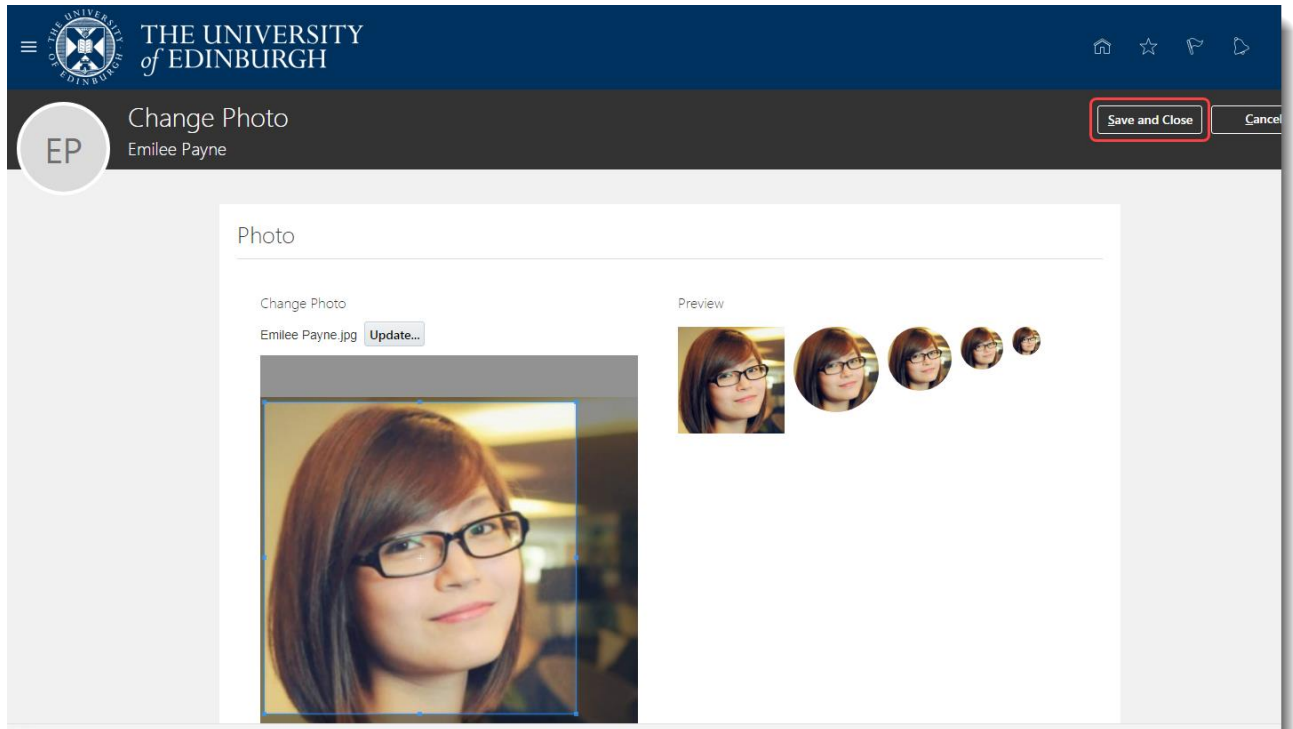 THE UNIVERSITY
of EDINBURGH
Change Photo
Emilee Payne
EP
Save and Close
Cancel
Photo
Change Photo
Emilee Payne.jpg Update...
Preview